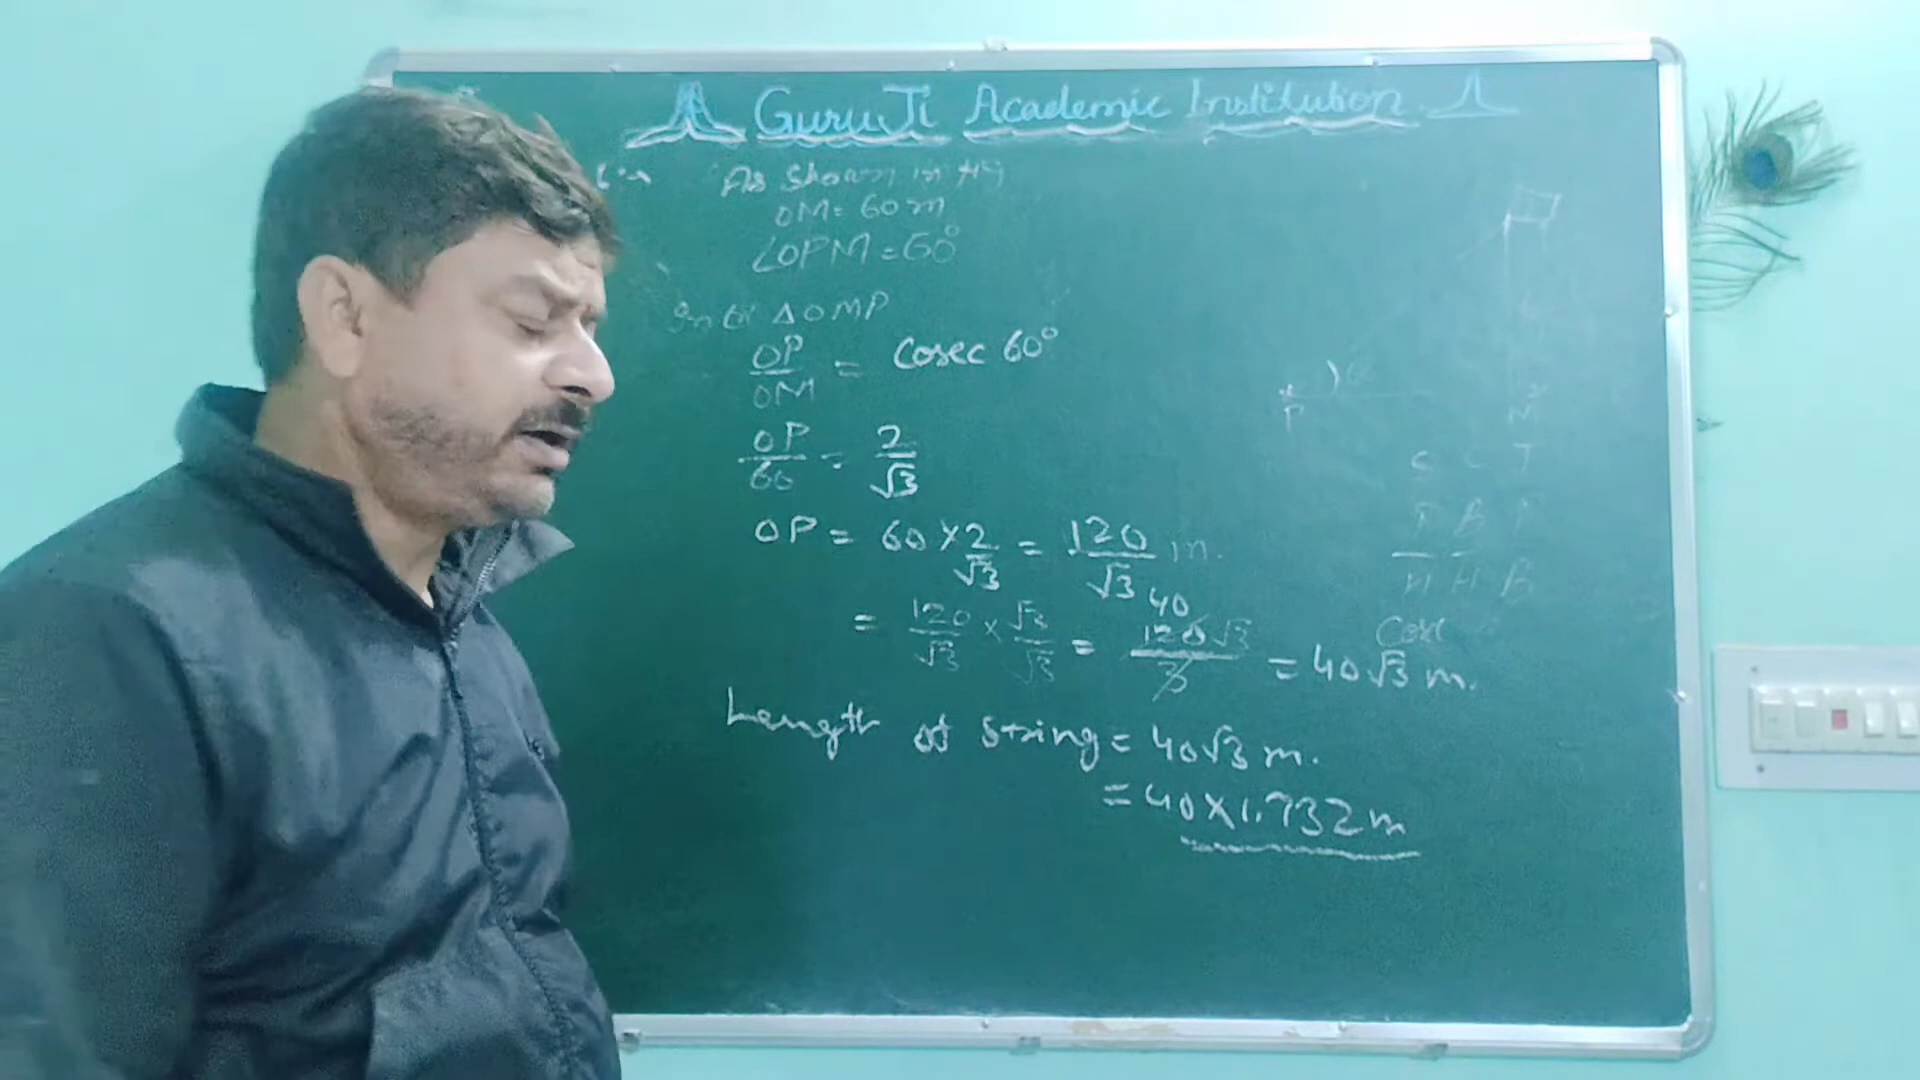 GuruJi Academic Institution
As Shown in fig
OM = 60 m
∠OPM = 60°
In ΔOMP
OP/OM = Cosec 60°
OP/60 = 2/√3
OP = 60 × 2/√3 = 120/√3 m.
= 120/√3 × √3/√3 = 120√3/3 40 = 40√3 m.
Length of string = 40√3 m.
= 40×1.732 m
P
M
P B P
H H B